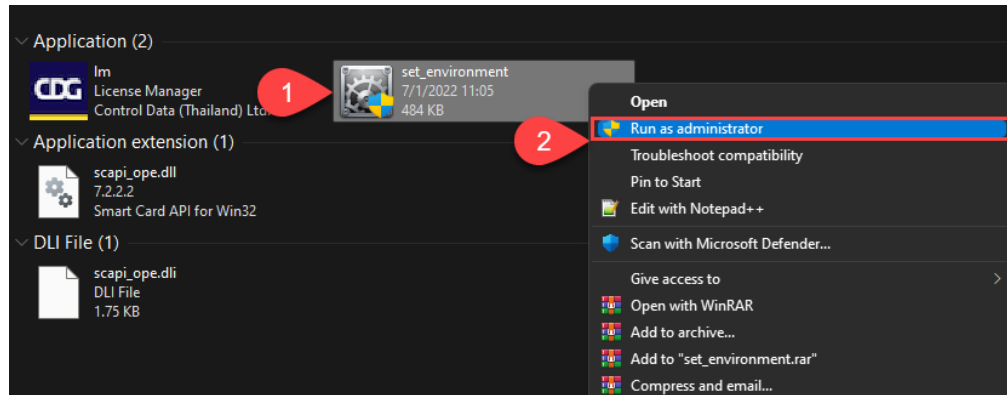 Application (2)
CDG
lm
License Manager
Control Data (Thailand) Ltd.
1
set_environment
7/1/2022 11:05
484 KB
2
Open
Run as administrator
Troubleshoot compatibility
Pin to Start
Edit with Notepad++
Scan with Microsoft Defender...
Give access to
Open with WinRAR
Add to archive...
Add to "set_environment.rar"
Compress and email...
Application extension (1)
scapi_ope.dll
7.2.2.2
Smart Card API for Win32
DLI File (1)
scapi_ope.dli
DLI File
1.75 KB